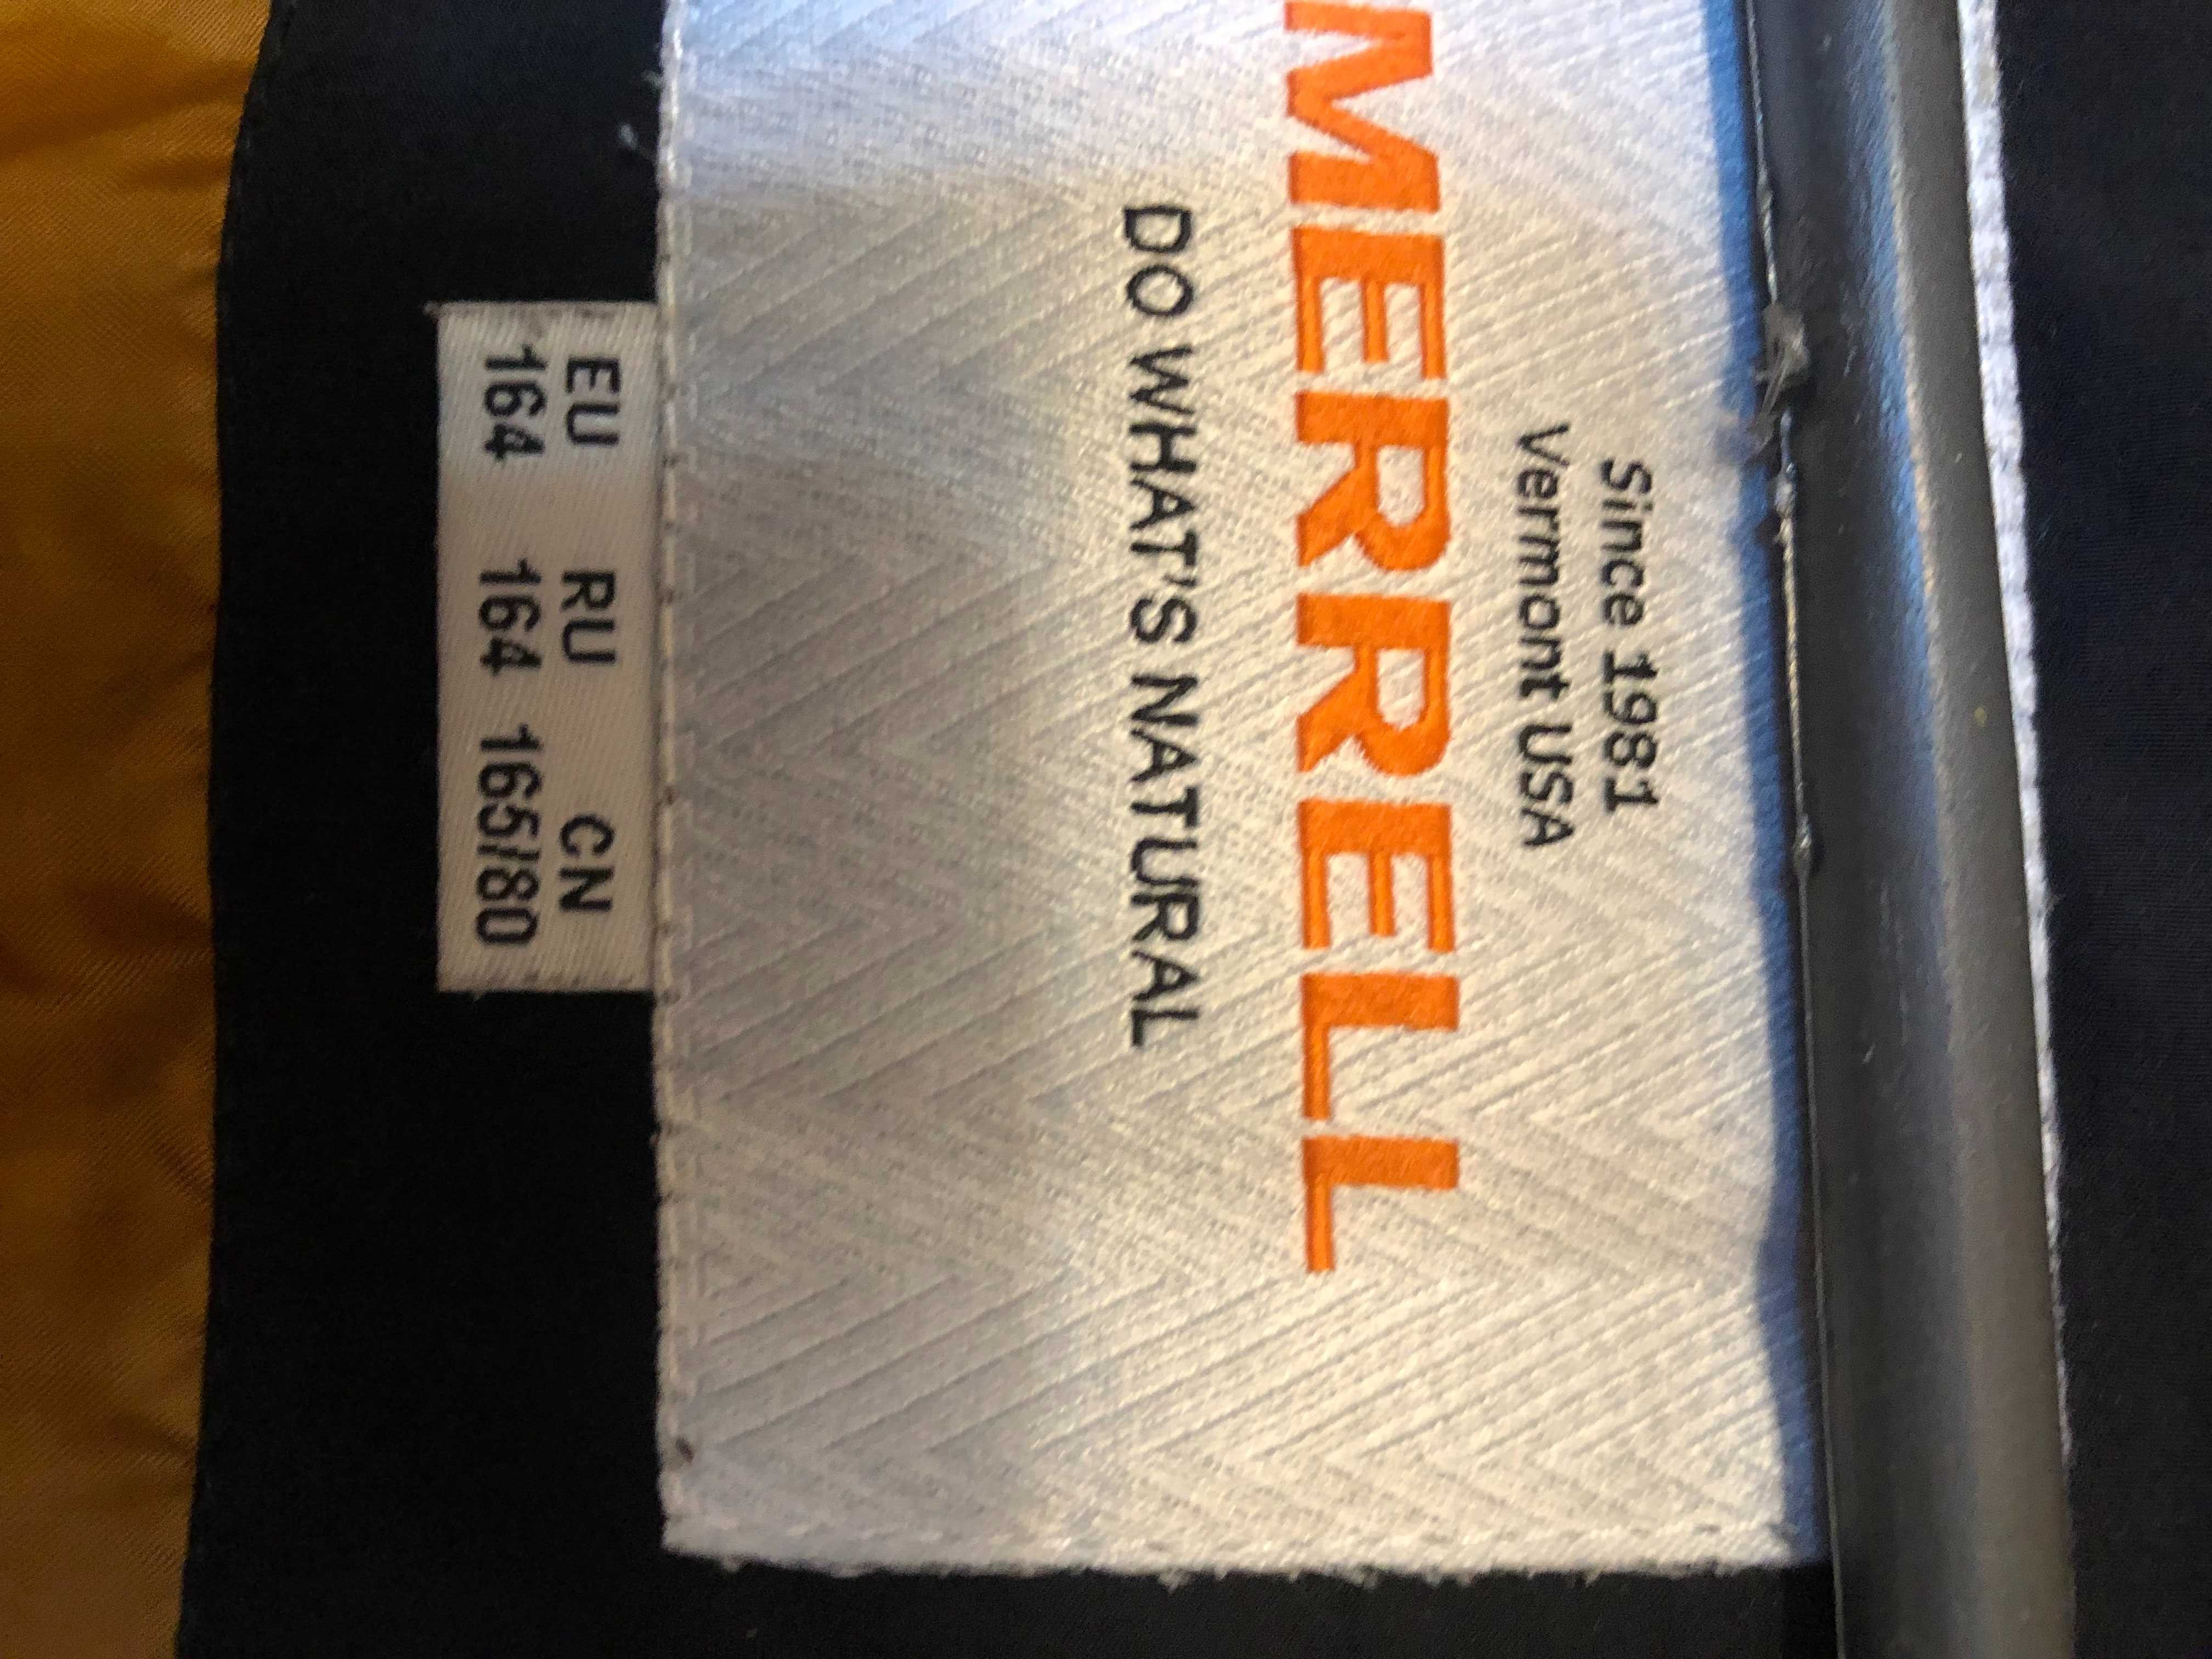 Since 1981
Vermont USA
MERRELL
DO WHAT'S NATURAL
EU RU CN
164 164 165/80